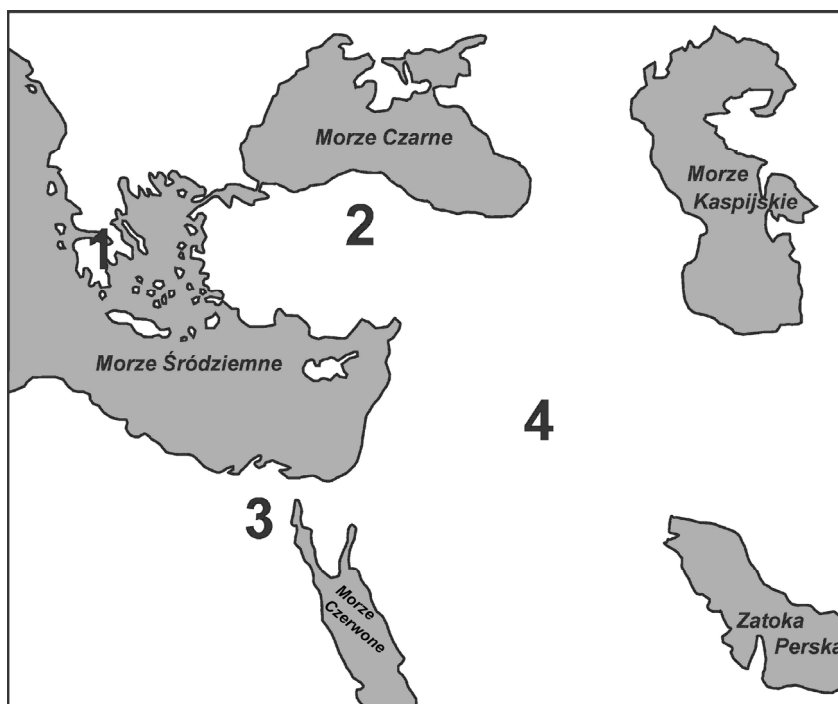 Morze Czarne
Morze
Kaspijskie
2
1
Morze Śródziemne
4
3
Morze
Czerwone
Zatoka
Perska